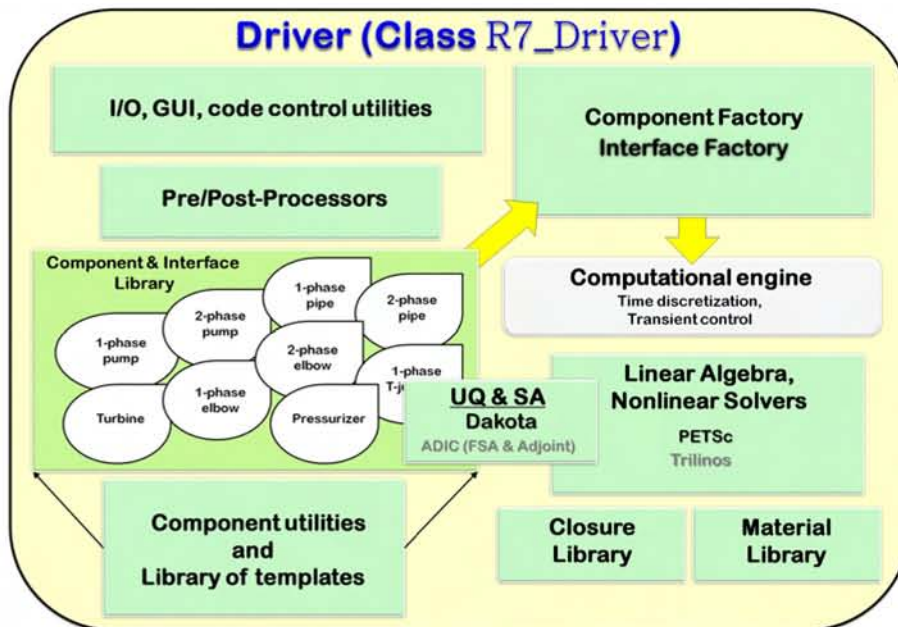 Driver (Class R7_Driver)
I/O, GUI, code control utilities
Component Factory
Interface Factory
Pre/Post-Processors
Component & Interface
Library
1-phase
pump
2-phase
pump
1-phase
pipe
2-phase
pipe
Turbine
1-phase
elbow
2-phase
elbow
Pressurizer
1-phase
Computational engine
Time discretization,
Transient control
UQ & SA
Dakota
ADIC (FSA & Adjoint)
Linear Algebra,
Nonlinear Solvers
PETSc
Trilinos
Component utilities
and
Library of templates
Closure
Library
Material
Library